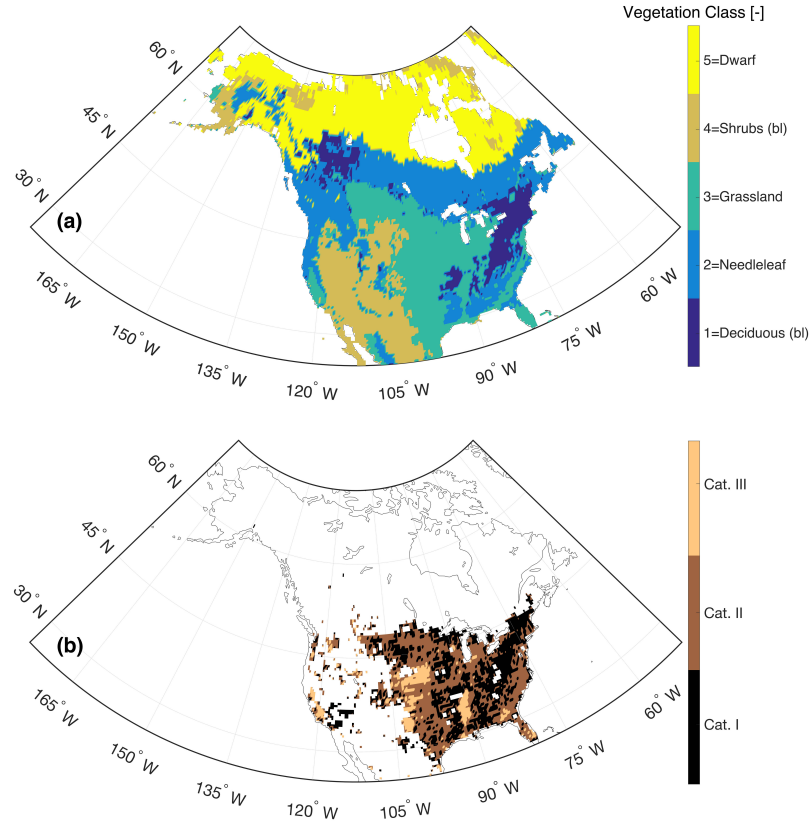 Vegetation Class [-]
60° N
45° N
30° N
(a)
165° W
150° W
135° W
120° W
105° W
90° W
75° W
60° W
5=Dwarf
4=Shrubs (bl)
3=Grassland
2=Needleleaf
1=Deciduous (bl)
60° N
45° N
30° N
(b)
165° W
150° W
135° W
120° W
105° W
90° W
75° W
60° W
Cat. III
Cat. II
Cat. I